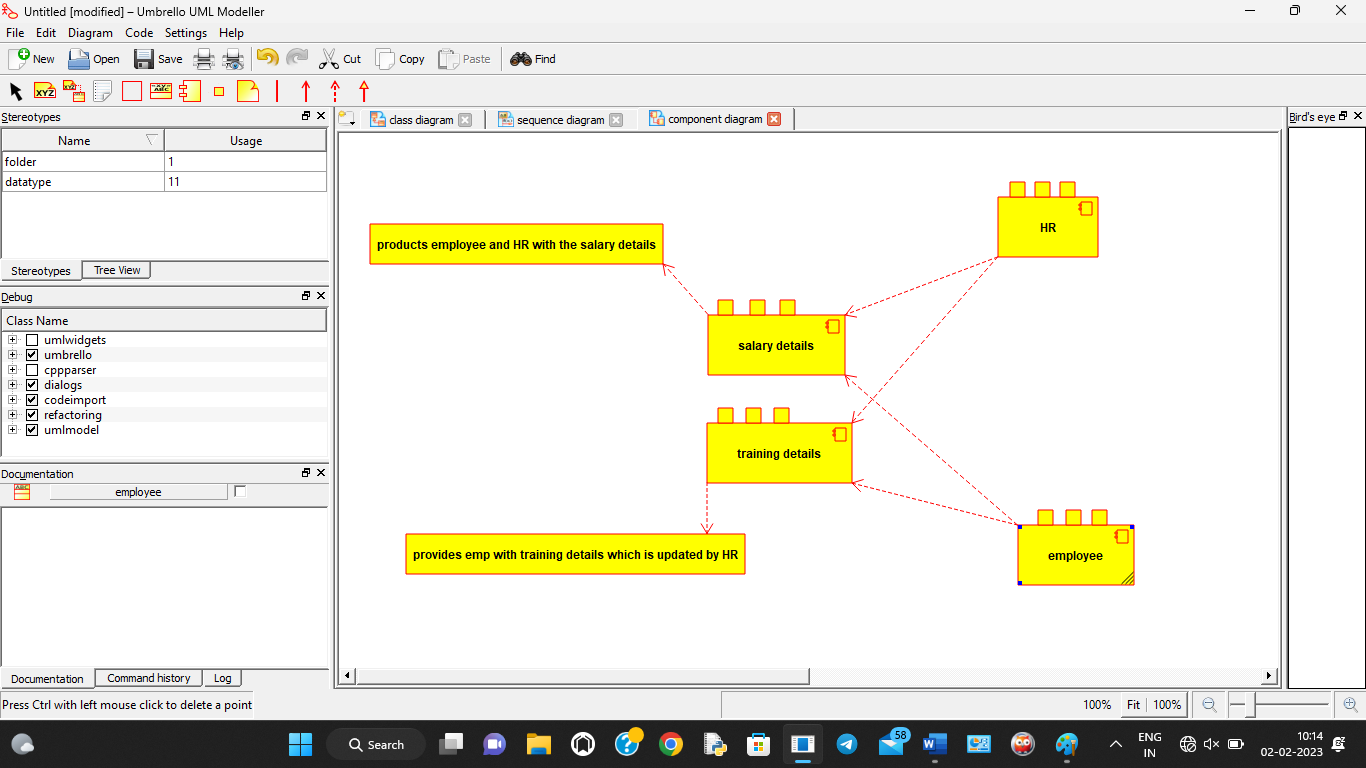 Untitled [modified] – Umbrello UML Modeller
File Edit Diagram Code Settings Help
New Open Save Cut Copy Paste Find
XYZ
XYZ
ABC
Stereotypes
Name Usage
folder 1
datatype 11
Stereotypes Tree View
Debug
Class Name
umlwidgets
umbrello
cppparser
dialogs
codeimport
refactoring
umlmodel
Documentation
ABC employee
Documentation Command history Log
class diagram sequence diagram component diagram
products employee and HR with the salary details
HR
salary details
training details
provides emp with training details which is updated by HR
employee
Bird's eye
Press Ctrl with left mouse click to delete a point
100% Fit 100%
Search
58
ENG
IN
10:14
02-02-2023